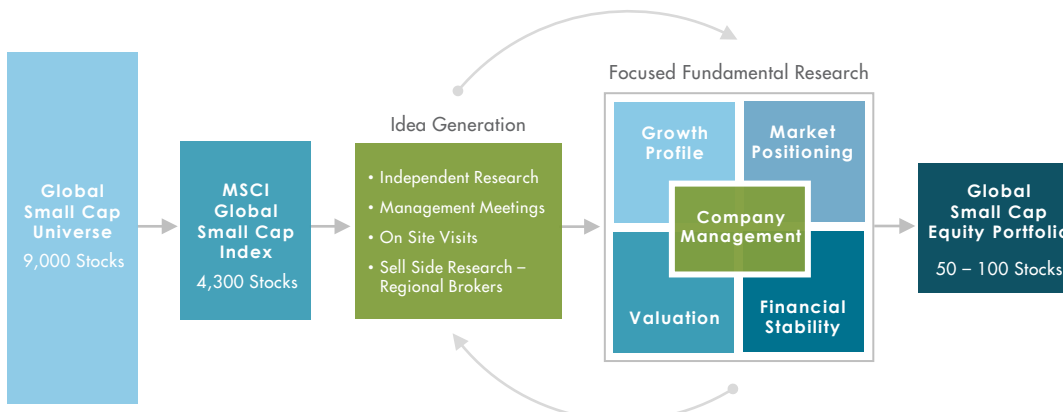 Global
Small Cap
Universe
9,000 Stocks
MSCI
Global
Small Cap
Index
4,300 Stocks
Idea Generation
• Independent Research
• Management Meetings
• On Site Visits
• Sell Side Research –
Regional Brokers
Focused Fundamental Research
Growth
Profile
Market
Positioning
Company
Management
Valuation
Financial
Stability
Global
Small Cap
Equity Portfolio
50 – 100 Stocks